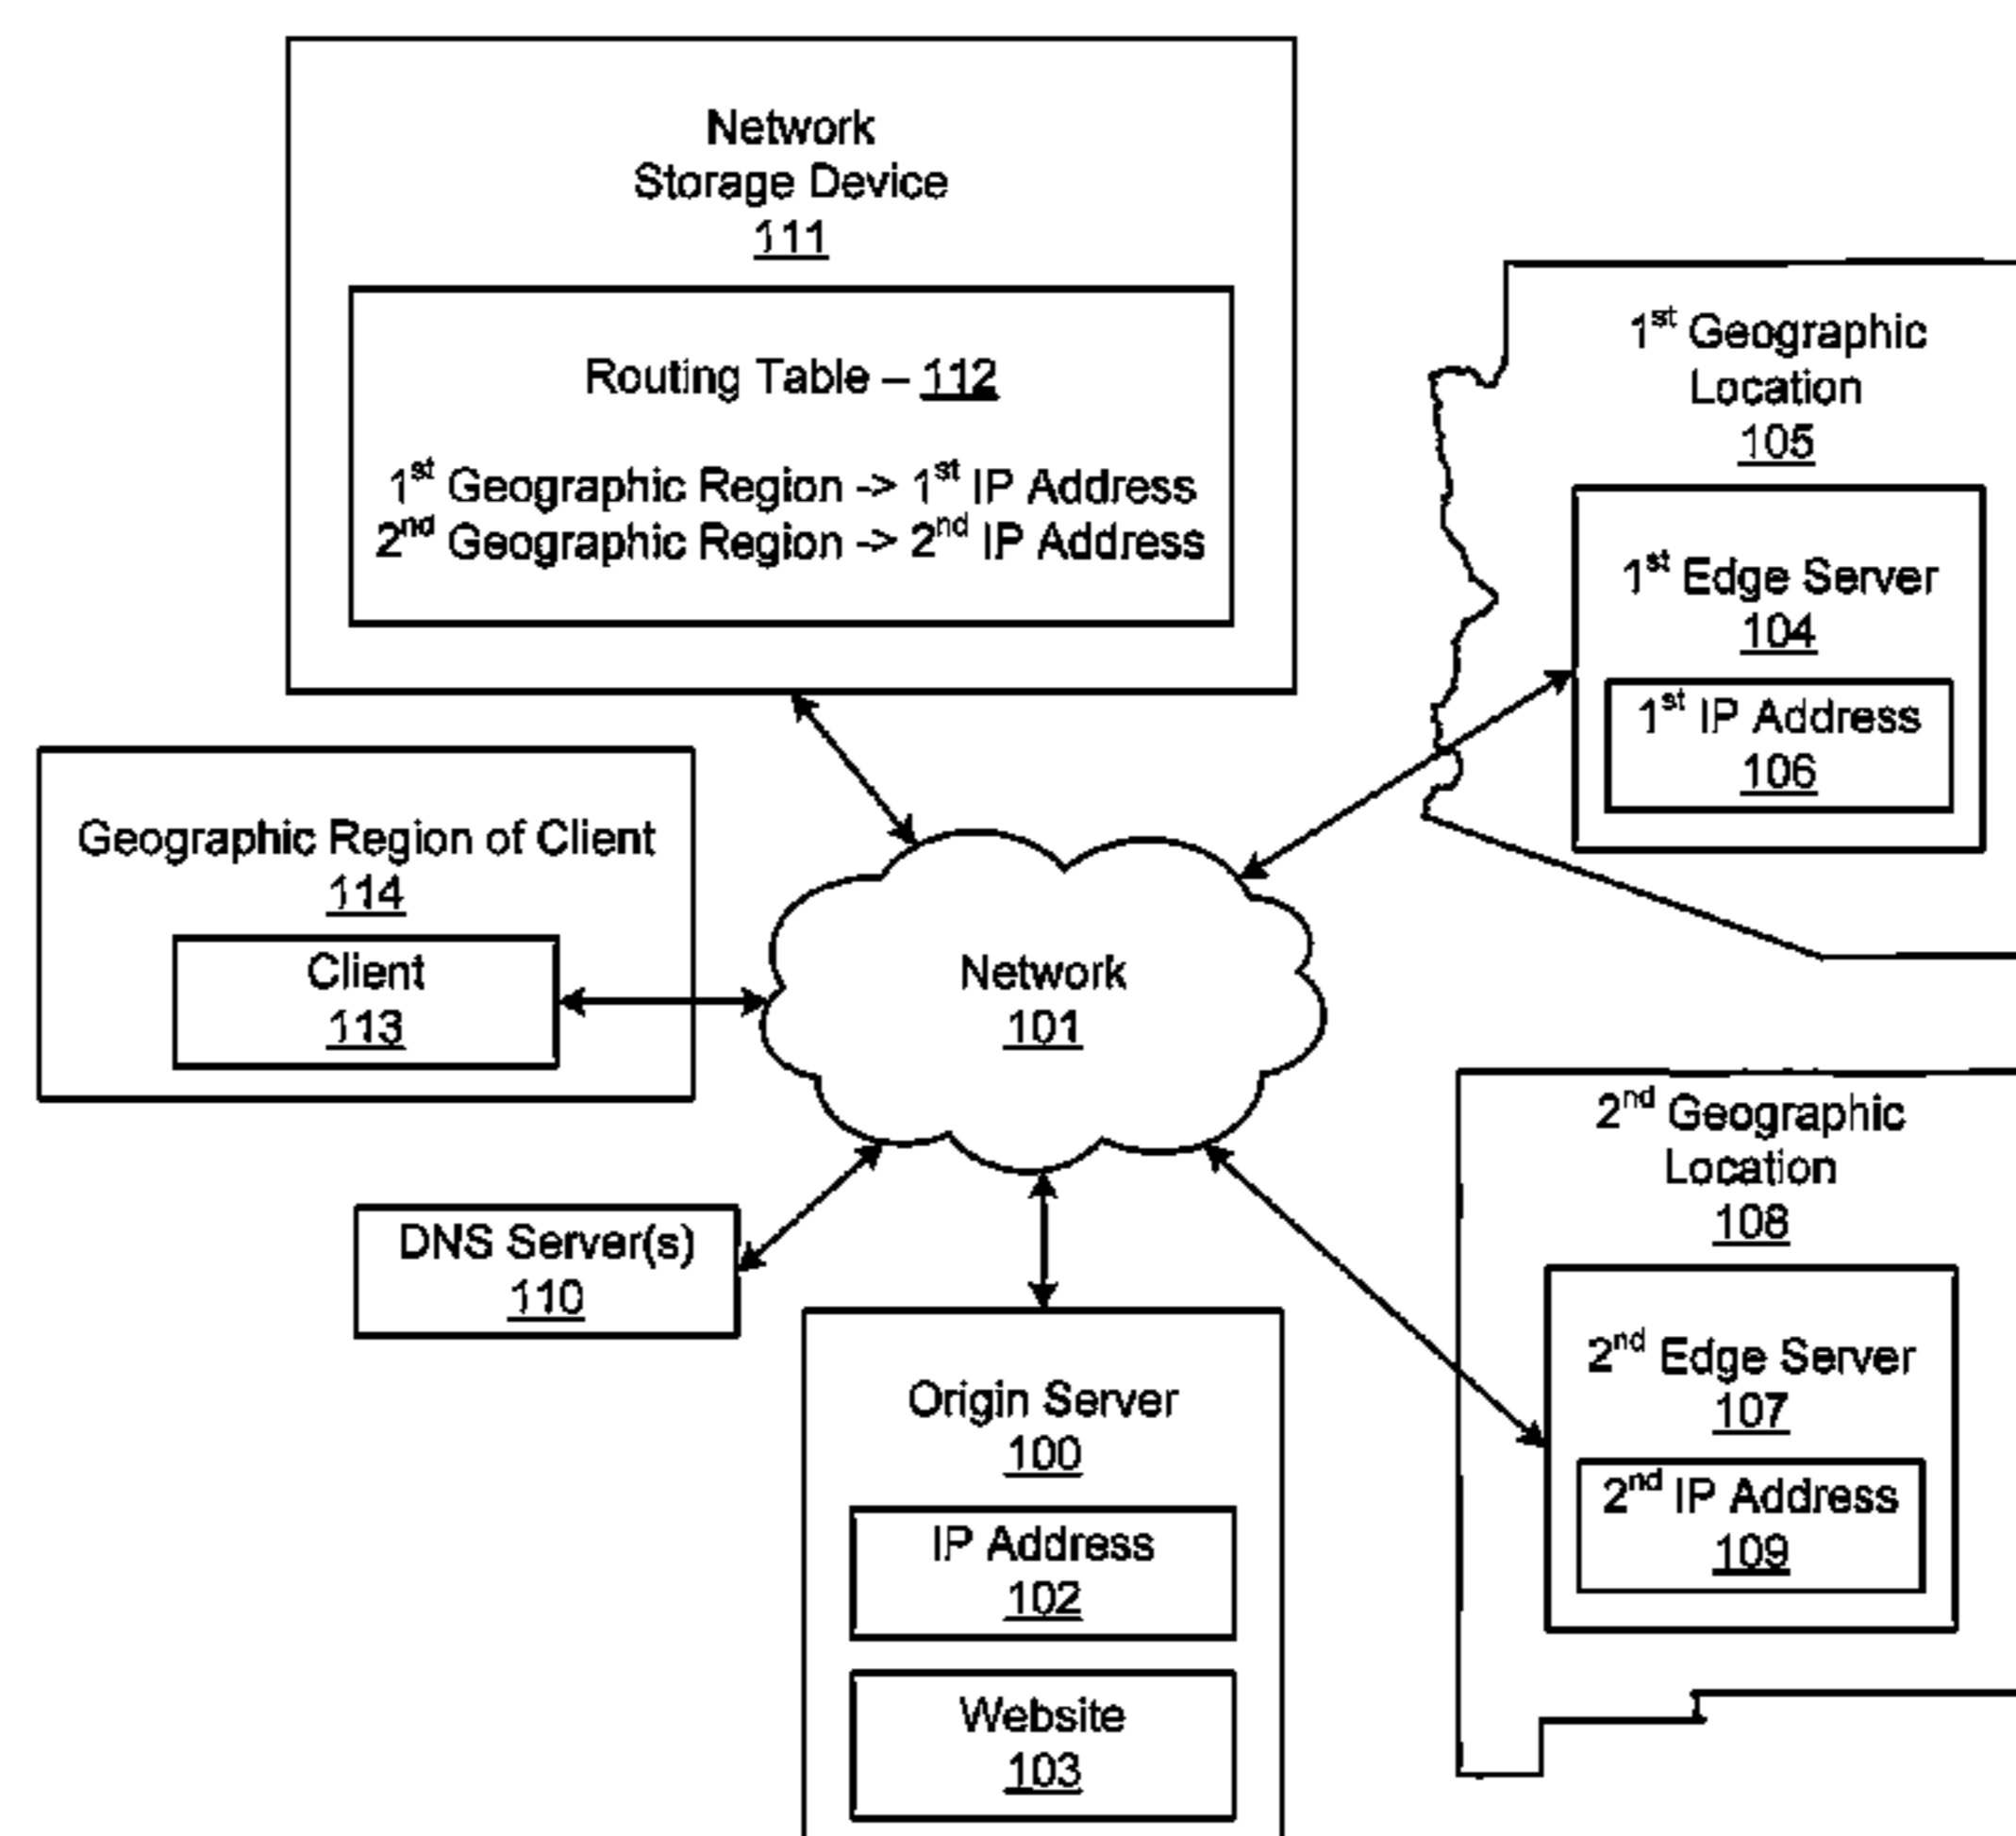 Network
Storage Device
111
Routing Table – 112
1st Geographic Region -> 1st IP Address
2nd Geographic Region -> 2nd IP Address
1st Geographic
Location
105
1st Edge Server
104
1st IP Address
106
Geographic Region of Client
114
Client
113
Network
101
2nd Geographic
Location
108
2nd Edge Server
107
2nd IP Address
109
DNS Server(s)
110
Origin Server
100
IP Address
102
Website
103